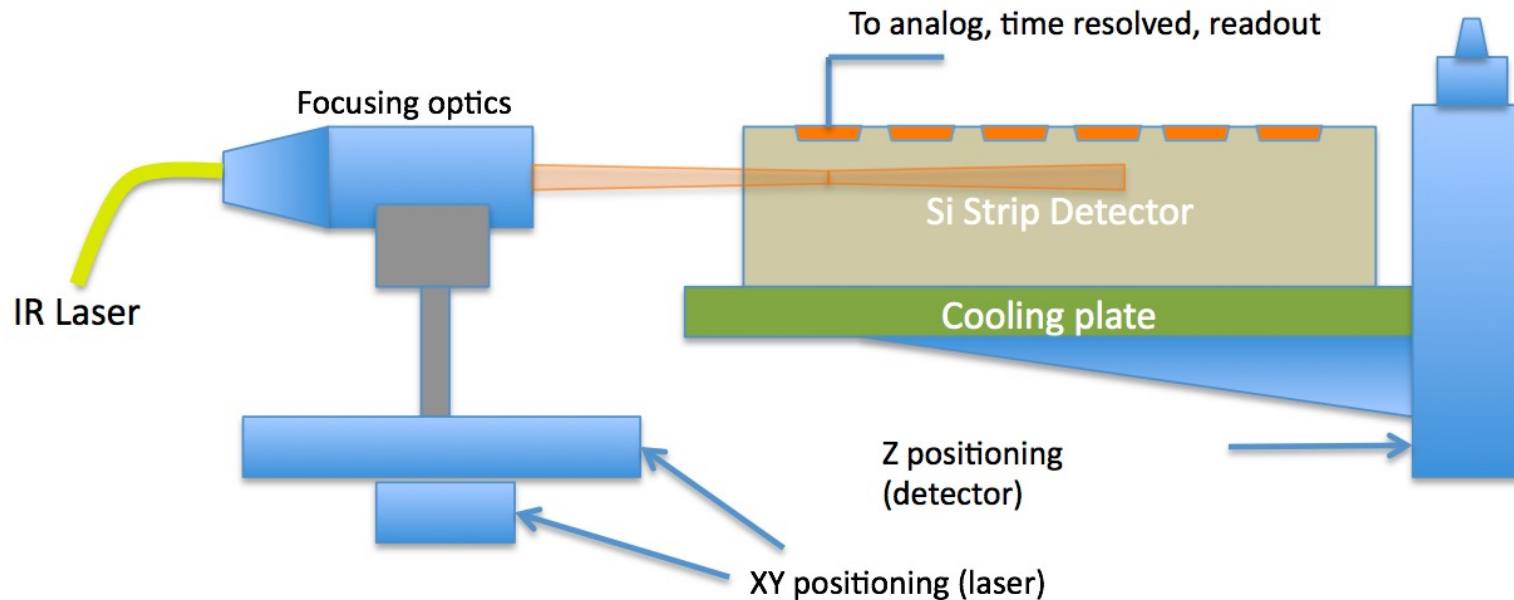 To analog, time resolved, readout
Focusing optics
Si Strip Detector
IR Laser
Cooling plate
Z positioning
(detector)
XY positioning (laser)